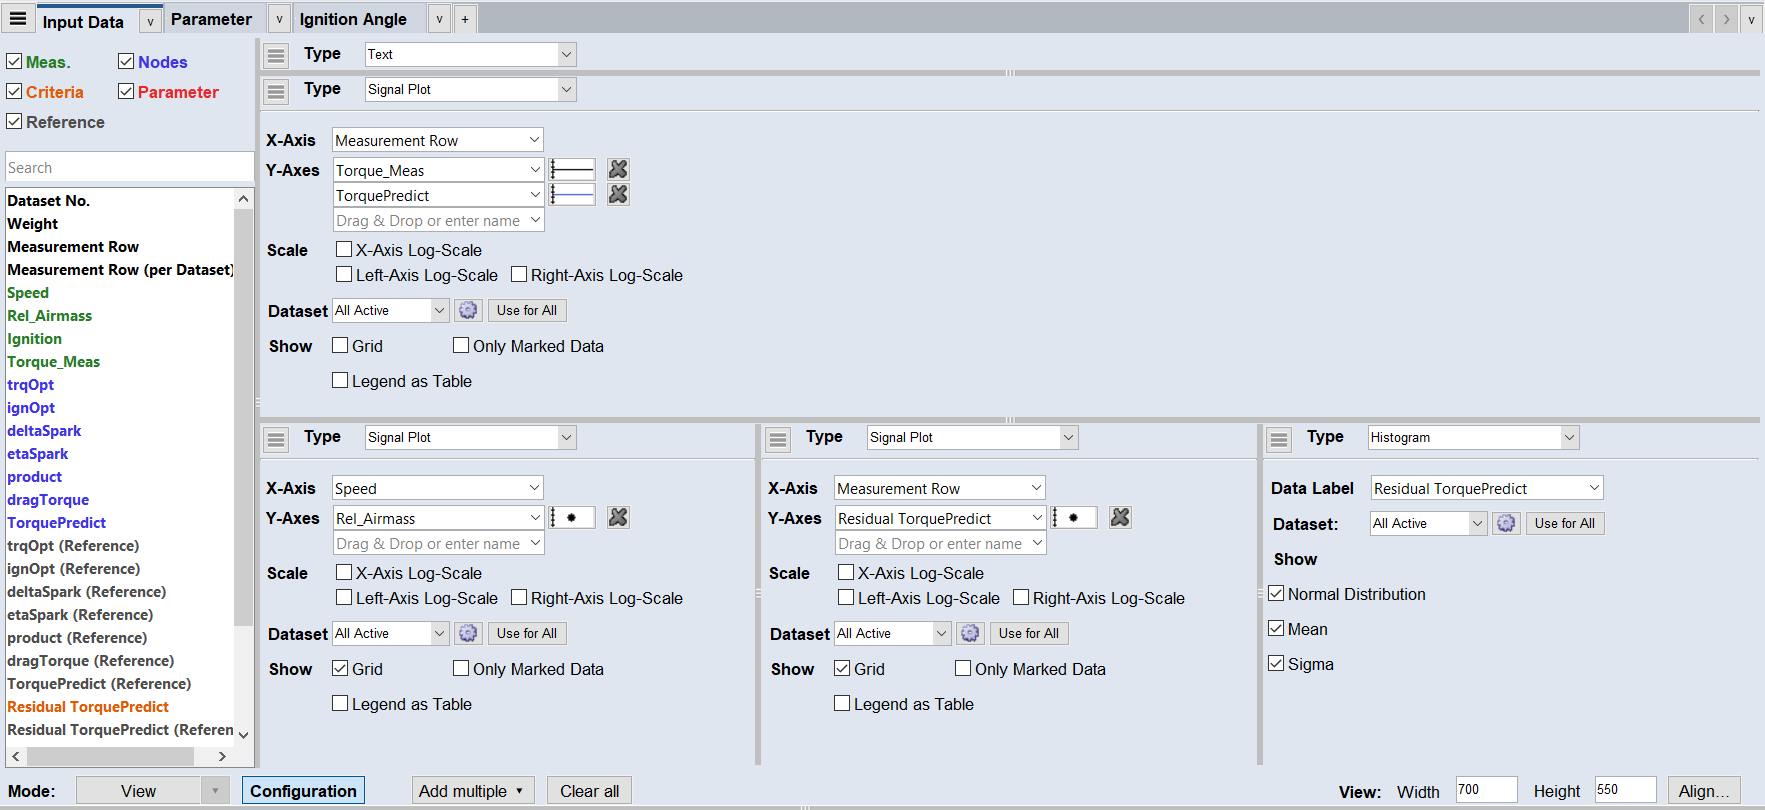 Input Data v Parameter v Ignition Angle v + < > v
Meas. Nodes
Criteria Parameter
Reference
Search
Dataset No.
Weight
Measurement Row
Measurement Row (per Dataset)
Speed
Rel_Airmass
Ignition
Torque_Meas
trqOpt
ignOpt
deltaSpark
etaSpark
product
dragTorque
TorquePredict
trqOpt (Reference)
ignOpt (Reference)
deltaSpark (Reference)
etaSpark (Reference)
product (Reference)
dragTorque (Reference)
TorquePredict (Reference)
Residual TorquePredict
Residual TorquePredict (Referen
Type Text
Type Signal Plot
X-Axis Measurement Row
Y-Axes Torque_Meas
TorquePredict
Drag & Drop or enter name
Scale X-Axis Log-Scale
Left-Axis Log-Scale Right-Axis Log-Scale
Dataset All Active Use for All
Show Grid Only Marked Data
Legend as Table
Type Signal Plot
X-Axis Speed
Y-Axes Rel_Airmass
Drag & Drop or enter name
Scale X-Axis Log-Scale
Left-Axis Log-Scale Right-Axis Log-Scale
Dataset All Active Use for All
Show Grid Only Marked Data
Legend as Table
Type Signal Plot
X-Axis Measurement Row
Y-Axes Residual TorquePredict
Drag & Drop or enter name
Scale X-Axis Log-Scale
Left-Axis Log-Scale Right-Axis Log-Scale
Dataset All Active Use for All
Show Grid Only Marked Data
Legend as Table
Type Histogram
Data Label Residual TorquePredict
Dataset: All Active Use for All
Show
Normal Distribution
Mean
Sigma
Mode: View Configuration Add multiple Clear all View: Width 700 Height 550 Align...